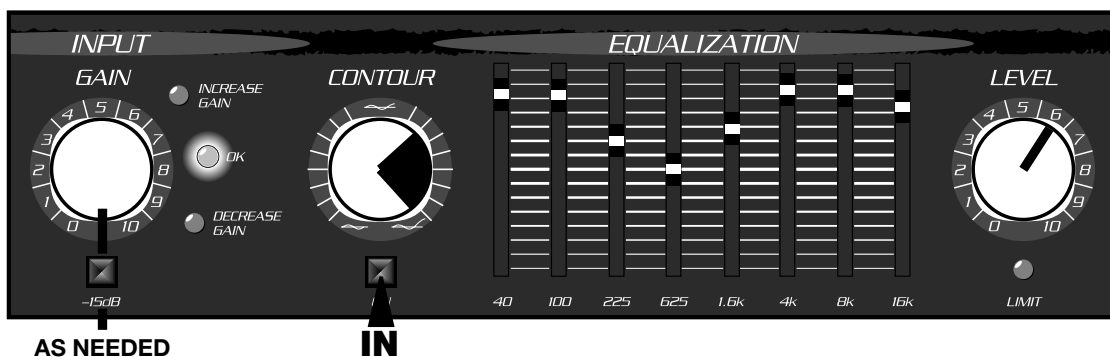 INPUT
EQUALIZATION
GAIN
CONTOUR
LEVEL
INCREASE
GAIN
OK
DECREASE
GAIN
0 1 2 3 4 5 6 7 8 9 10
0 1 2 3 4 5 6 7 8 9 10
-15dB
40 100 225 625 1.6k 4k 8k 16k
LIMIT
AS NEEDED
IN